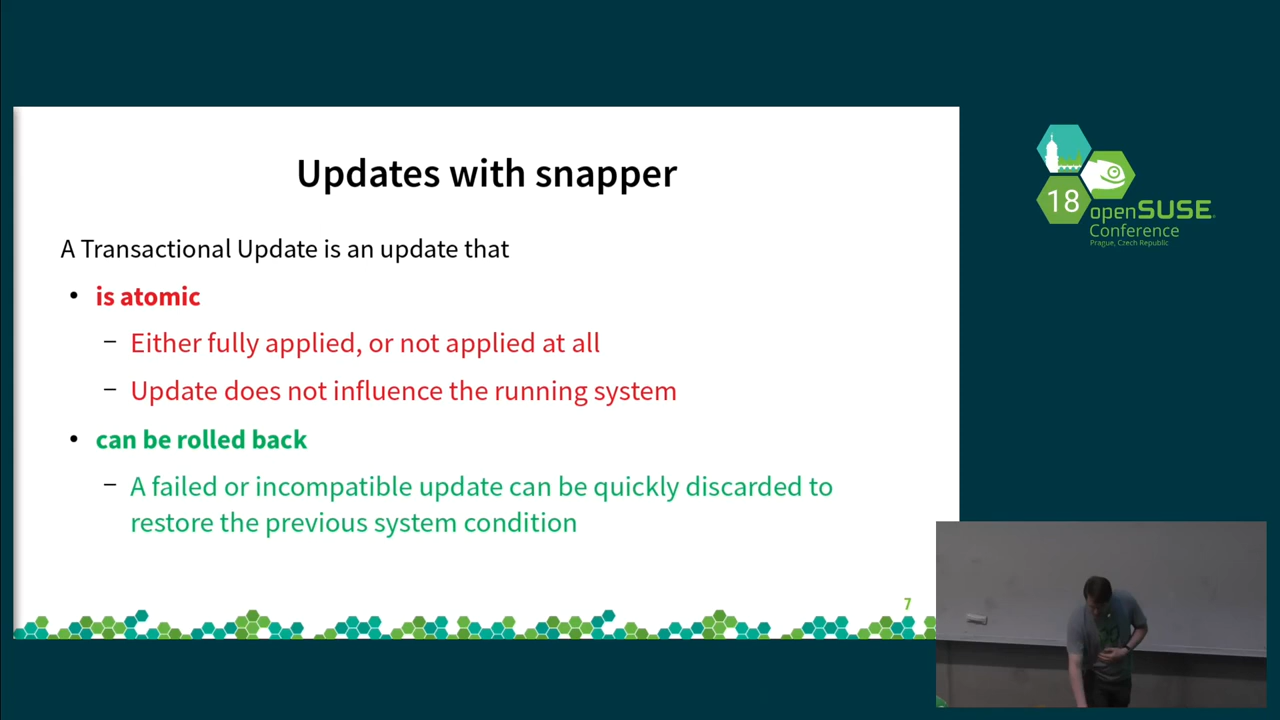 Updates with snapper
A Transactional Update is an update that
• is atomic
– Either fully applied, or not applied at all
– Update does not influence the running system
• can be rolled back
– A failed or incompatible update can be quickly discarded to
restore the previous system condition
7
18
openSUSE
Conference
Prague, Czech Republic